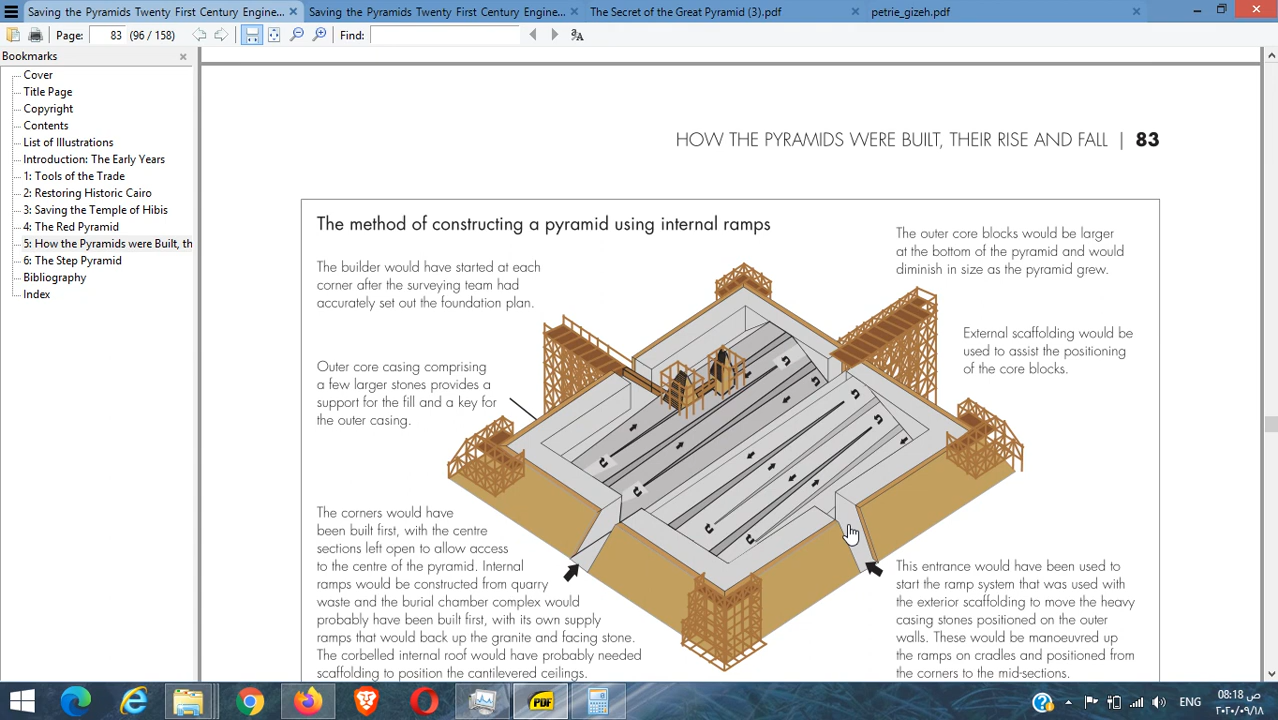 Saving the Pyramids Twenty First Century Engine...
Saving the Pyramids Twenty First Century Engine...
The Secret of the Great Pyramid (3).pdf
petrie_gizeh.pdf
Page: 83 (96 / 158)
Find:
Bookmarks
Cover
Title Page
Copyright
Contents
List of Illustrations
Introduction: The Early Years
1: Tools of the Trade
2: Restoring Historic Cairo
3: Saving the Temple of Hibis
4: The Red Pyramid
5: How the Pyramids were Built, th
6: The Step Pyramid
Bibliography
Index
HOW THE PYRAMIDS WERE BUILT, THEIR RISE AND FALL | 83
The method of constructing a pyramid using internal ramps
The builder would have started at each
corner after the surveying team had
accurately set out the foundation plan.
The outer core blocks would be larger
at the bottom of the pyramid and would
diminish in size as the pyramid grew.
External scaffolding would be
used to assist the positioning
of the core blocks.
Outer core casing comprising
a few larger stones provides a
support for the fill and a key for
the outer casing.
The corners would have
been built first, with the centre
sections left open to allow access
to the centre of the pyramid. Internal
ramps would be constructed from quarry
waste and the burial chamber complex would
probably have been built first, with its own supply
ramps that would back up the granite and facing stone.
The corbelled internal roof would have probably needed
scaffolding to position the cantilevered ceilings.
This entrance would have been used to
start the ramp system that was used with
the exterior scaffolding to move the heavy
casing stones positioned on the outer
walls. These would be manoeuvred up
the ramps on cradles and positioned from
the corners to the mid-sections.
PDF
ENG
08:18 ص
٢٠٢٠/٠٩/١٨